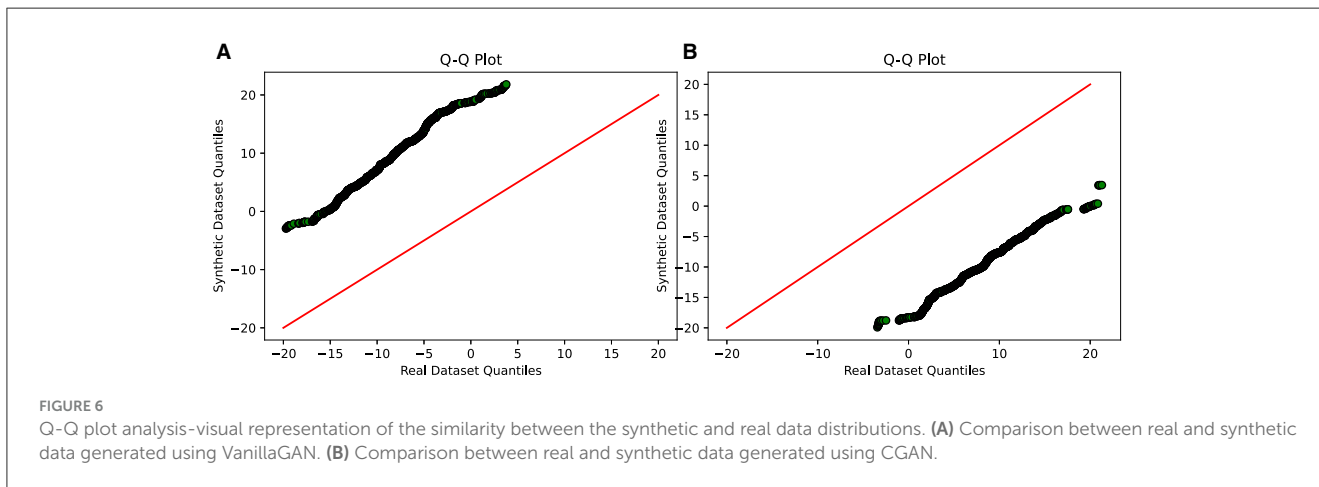 A
Q-Q Plot
20
10
0
−10
−20
Synthetic Dataset Quantiles
−20 −15 −10 −5 0 5 10 15 20
Real Dataset Quantiles
B
Q-Q Plot
20
15
10
5
0
−5
−10
−15
−20
Synthetic Dataset Quantiles
−20 −10 0 10 20
Real Dataset Quantiles
FIGURE 6
Q-Q plot analysis-visual representation of the similarity between the synthetic and real data distributions. (A) Comparison between real and synthetic
data generated using VanillaGAN. (B) Comparison between real and synthetic data generated using CGAN.